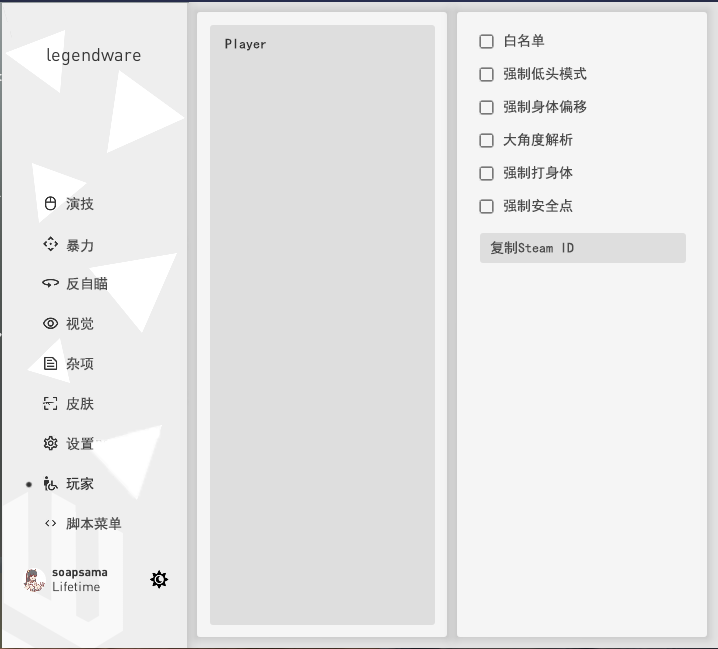 legendware
演技
暴力
反自瞄
视觉
杂项
皮肤
设置
玩家
脚本菜单
soapsama
Lifetime
Player
白名单
强制低头模式
强制身体偏移
大角度解析
强制打身体
强制安全点
复制Steam ID